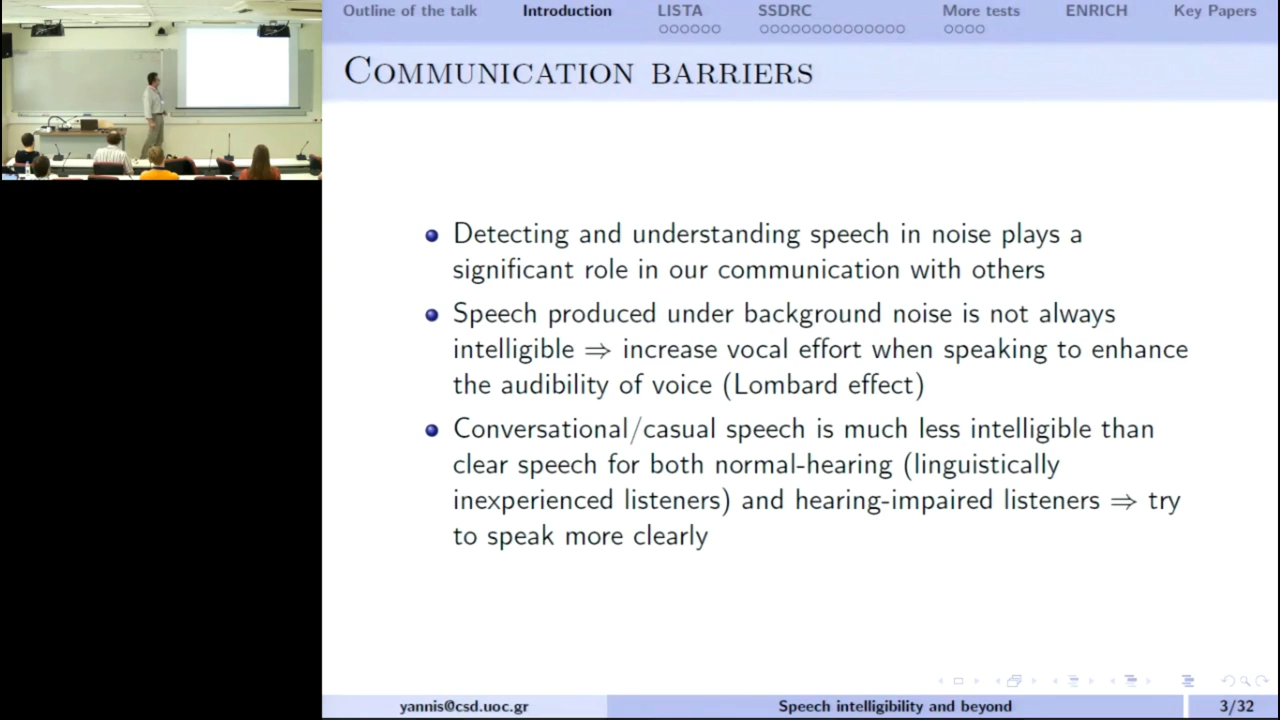 Outline of the talk Introduction LISTA SSDRC More tests ENRICH Key Papers
COMMUNICATION BARRIERS
Detecting and understanding speech in noise plays a
significant role in our communication with others
Speech produced under background noise is not always
intelligible ⇒ increase vocal effort when speaking to enhance
the audibility of voice (Lombard effect)
Conversational/casual speech is much less intelligible than
clear speech for both normal-hearing (linguistically
inexperienced listeners) and hearing-impaired listeners ⇒ try
to speak more clearly
yannis@csd.uoc.gr Speech intelligibility and beyond 3/32